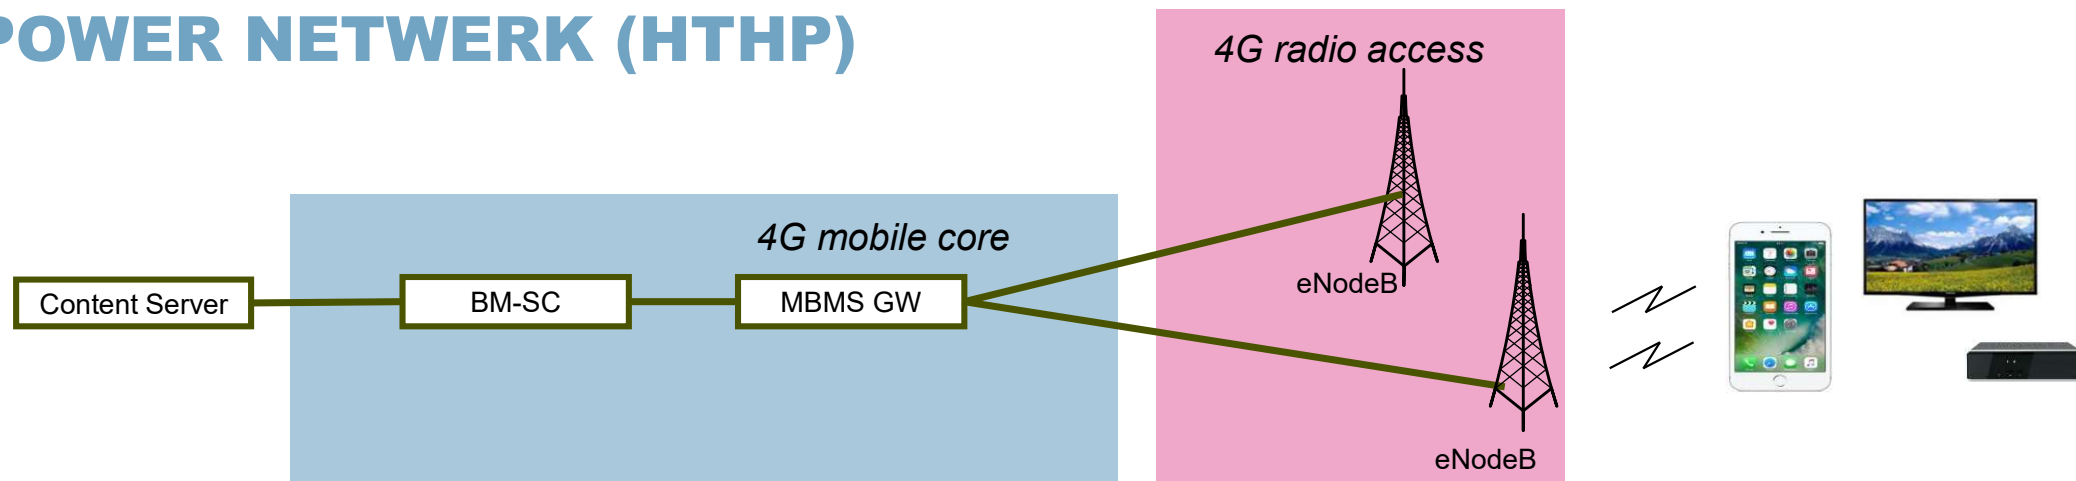 POWER NETWERK (HTHP)
4G radio access
4G mobile core
eNodeB
Content Server
BM-SC
MBMS GW
eNodeB